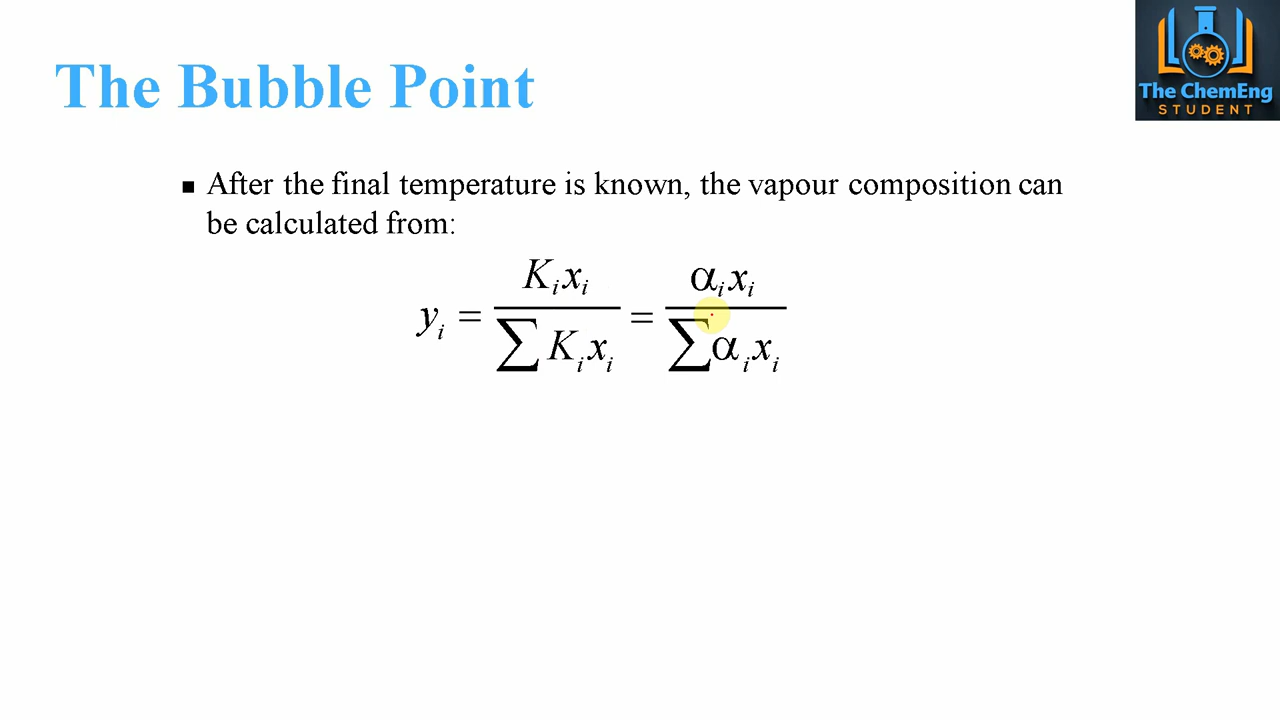 The ChemEng
STUDENT
The Bubble Point
▪ After the final temperature is known, the vapour composition can
be calculated from:
y_i = K_i x_i / ∑ K_i x_i = α_i x_i / ∑ α_i x_i